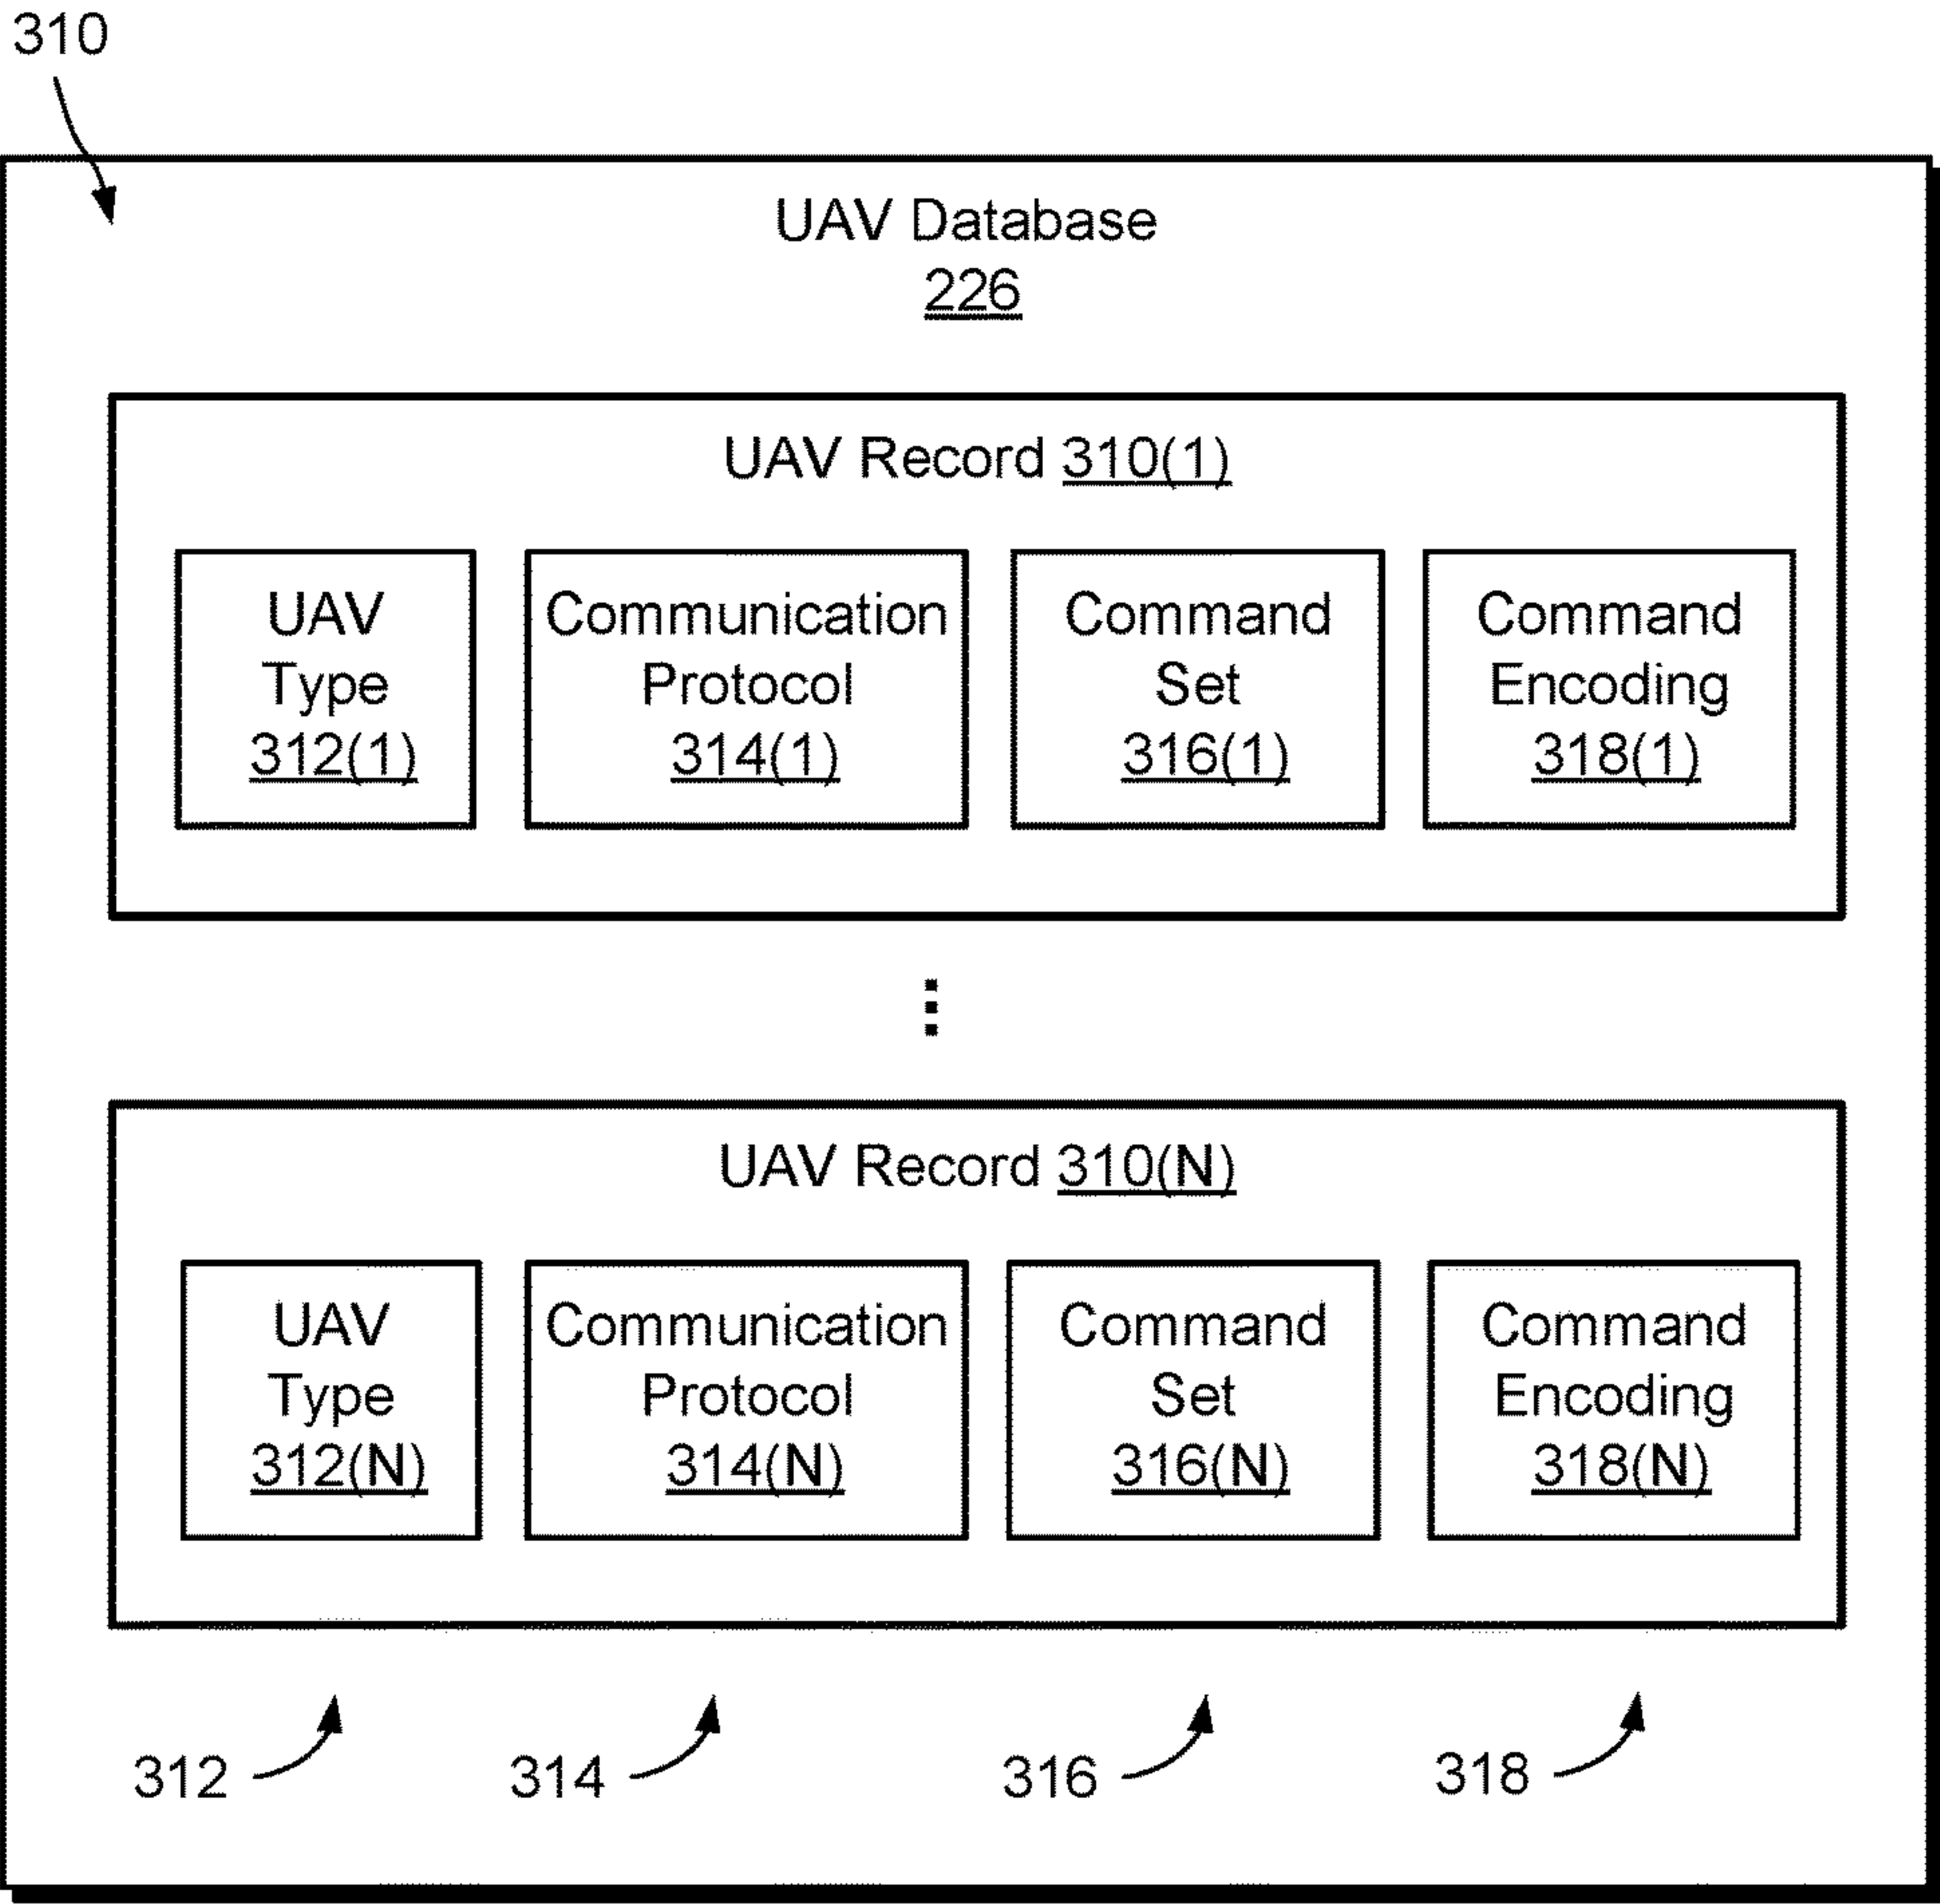 310
UAV Database
226
UAV Record 310(1)
UAV
Type
312(1)
Communication
Protocol
314(1)
Command
Set
316(1)
Command
Encoding
318(1)
UAV Record 310(N)
UAV
Type
312(N)
Communication
Protocol
314(N)
Command
Set
316(N)
Command
Encoding
318(N)
312
314
316
318